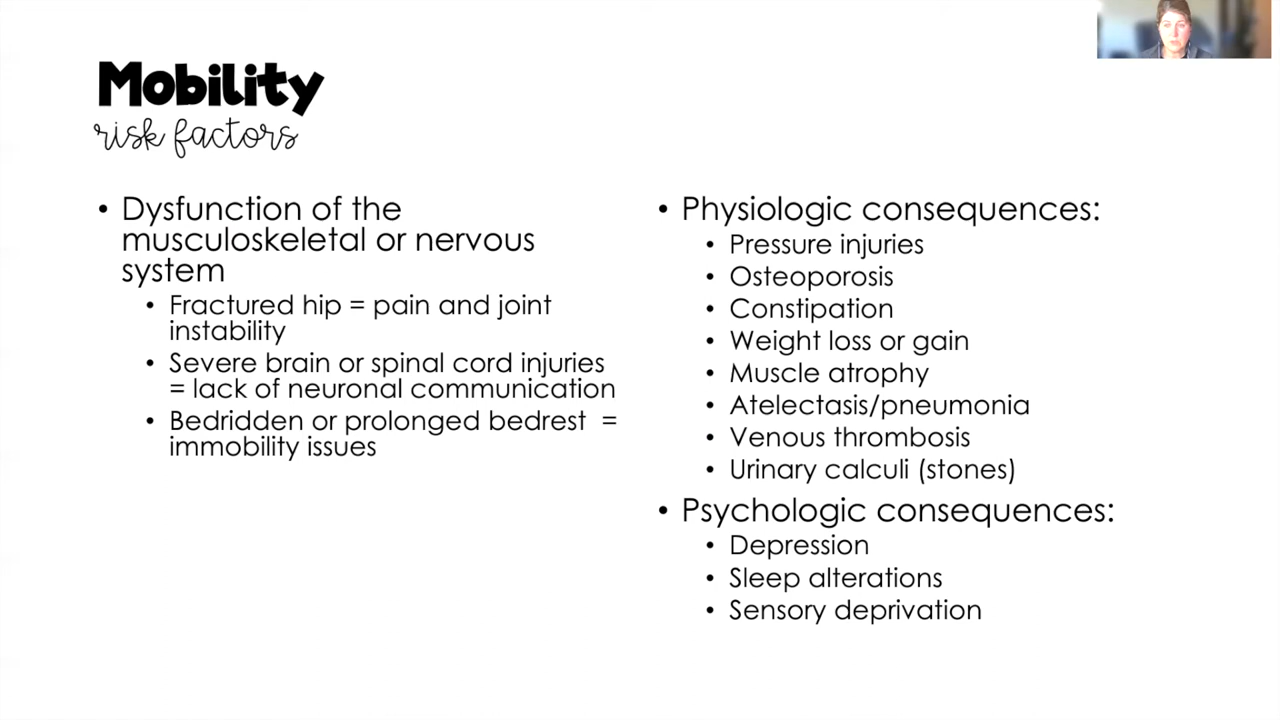 Mobility
risk factors
• Dysfunction of the
musculoskeletal or nervous
system
• Fractured hip = pain and joint
instability
• Severe brain or spinal cord injuries
= lack of neuronal communication
• Bedridden or prolonged bedrest =
immobility issues
• Physiologic consequences:
• Pressure injuries
• Osteoporosis
• Constipation
• Weight loss or gain
• Muscle atrophy
• Atelectasis/pneumonia
• Venous thrombosis
• Urinary calculi (stones)
• Psychologic consequences:
• Depression
• Sleep alterations
• Sensory deprivation